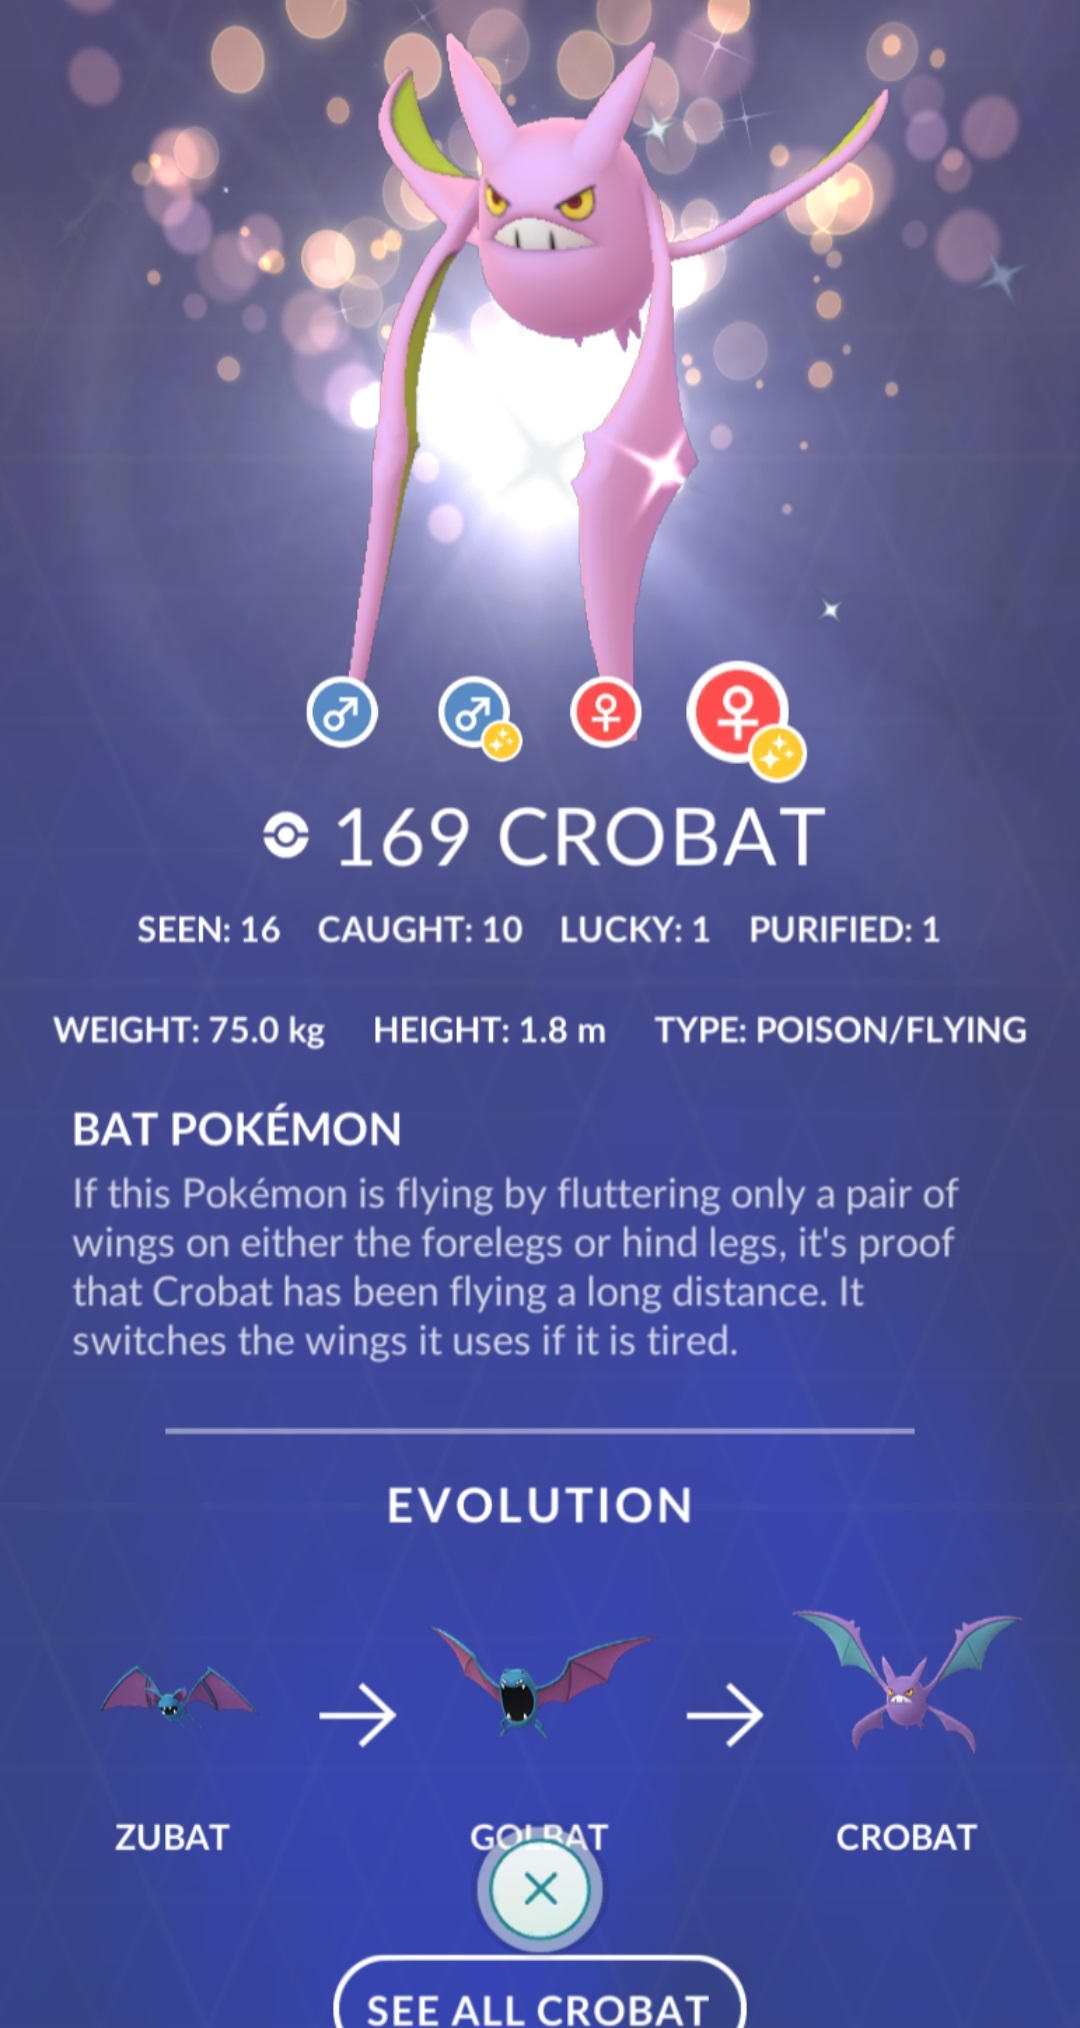 169 CROBAT
SEEN: 16 CAUGHT: 10 LUCKY: 1 PURIFIED: 1
WEIGHT: 75.0 kg HEIGHT: 1.8 m TYPE: POISON/FLYING
BAT POKÉMON
If this Pokémon is flying by fluttering only a pair of
wings on either the forelegs or hind legs, it's proof
that Crobat has been flying a long distance. It
switches the wings it uses if it is tired.
EVOLUTION
ZUBAT GOLBAT CROBAT
SEE ALL CROBAT